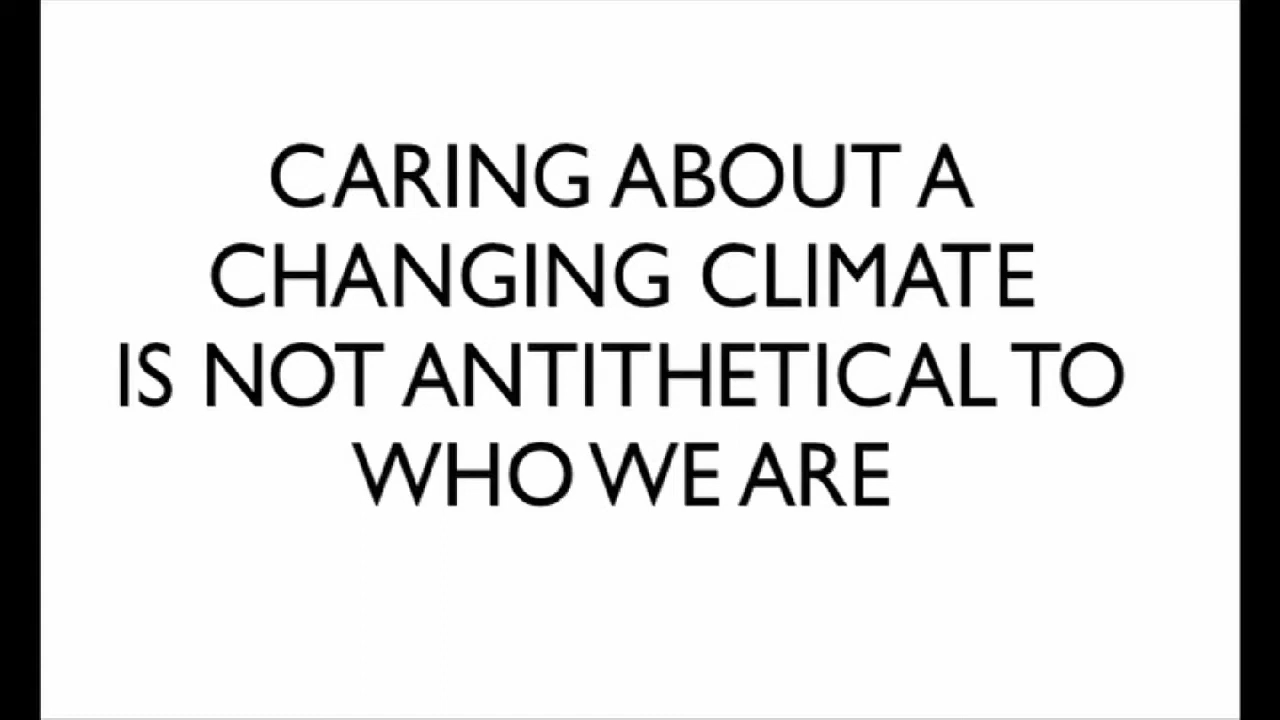 CARING ABOUT A
CHANGING CLIMATE
IS NOT ANTITHETICAL TO
WHO WE ARE